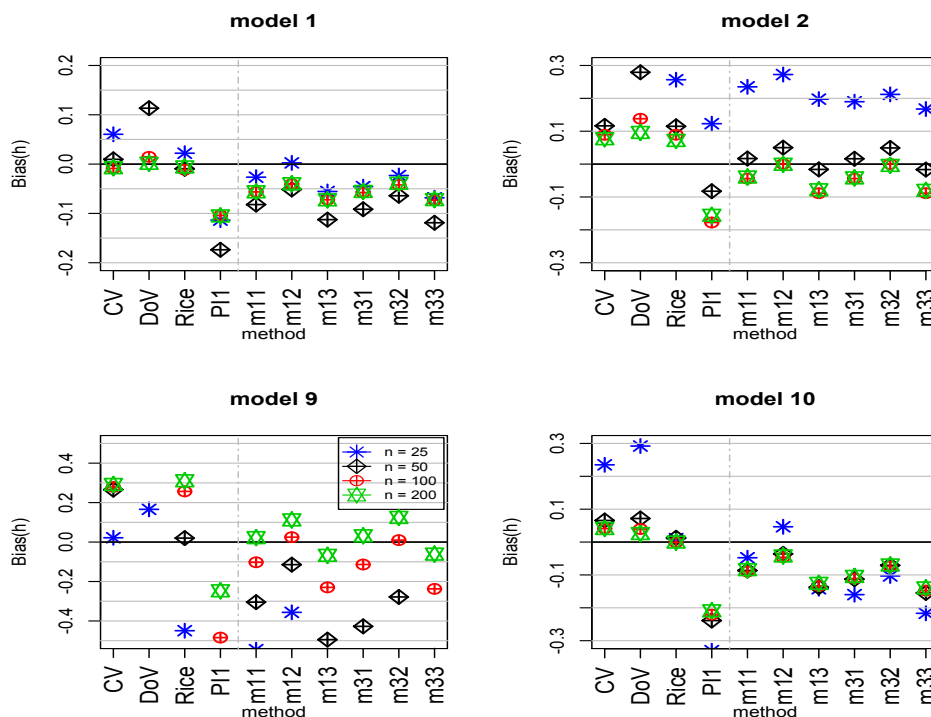 model 1
0.2
0.1
0.0
-0.1
-0.2
Bias(h)
CV
DoV
Rice
PI1
m11
m12
m13
m31
m32
m33
method
model 2
0.3
0.1
-0.1
-0.3
Bias(h)
CV
DoV
Rice
PI1
m11
m12
m13
m31
m32
m33
method
model 9
0.4
0.2
0.0
-0.2
-0.4
Bias(h)
n = 25
n = 50
n = 100
n = 200
CV
DoV
Rice
PI1
m11
m12
m13
m31
m32
m33
method
model 10
0.3
0.1
-0.1
-0.3
Bias(h)
CV
DoV
Rice
PI1
m11
m12
m13
m31
m32
m33
method